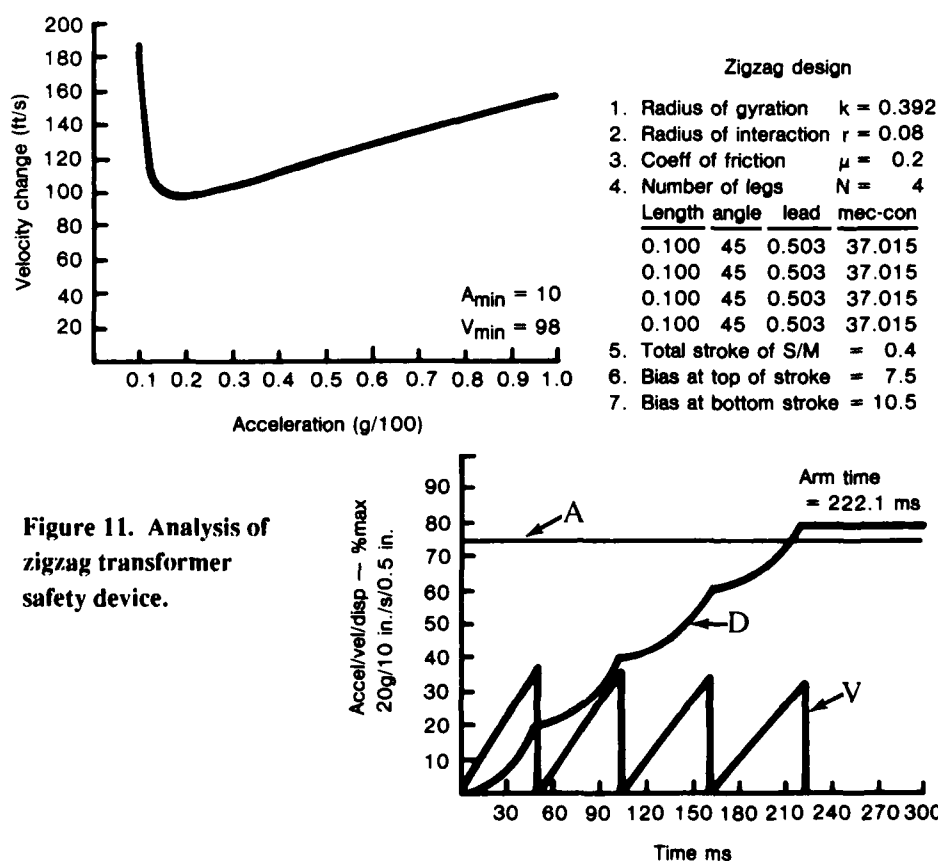 200
180
160
140
120
100
80
60
40
20
Velocity change (ft/s)
A_min = 10
V_min = 98
0.1 0.2 0.3 0.4 0.5 0.6 0.7 0.8 0.9 1.0
Acceleration (g/100)
Zigzag design
1. Radius of gyration k = 0.392
2. Radius of interaction r = 0.08
3. Coeff of friction μ = 0.2
4. Number of legs N = 4
Length angle lead mec-con
0.100 45 0.503 37.015
0.100 45 0.503 37.015
0.100 45 0.503 37.015
0.100 45 0.503 37.015
5. Total stroke of S/M = 0.4
6. Bias at top of stroke = 7.5
7. Bias at bottom stroke = 10.5
Figure 11. Analysis of
zigzag transformer
safety device.
Accel/vel/disp — %max
20g/10 in./s/0.5 in.
90
80
70
60
50
40
30
20
10
Arm time
= 222.1 ms
A
D
V
30 60 90 120 150 180 210 240 270 300
Time ms